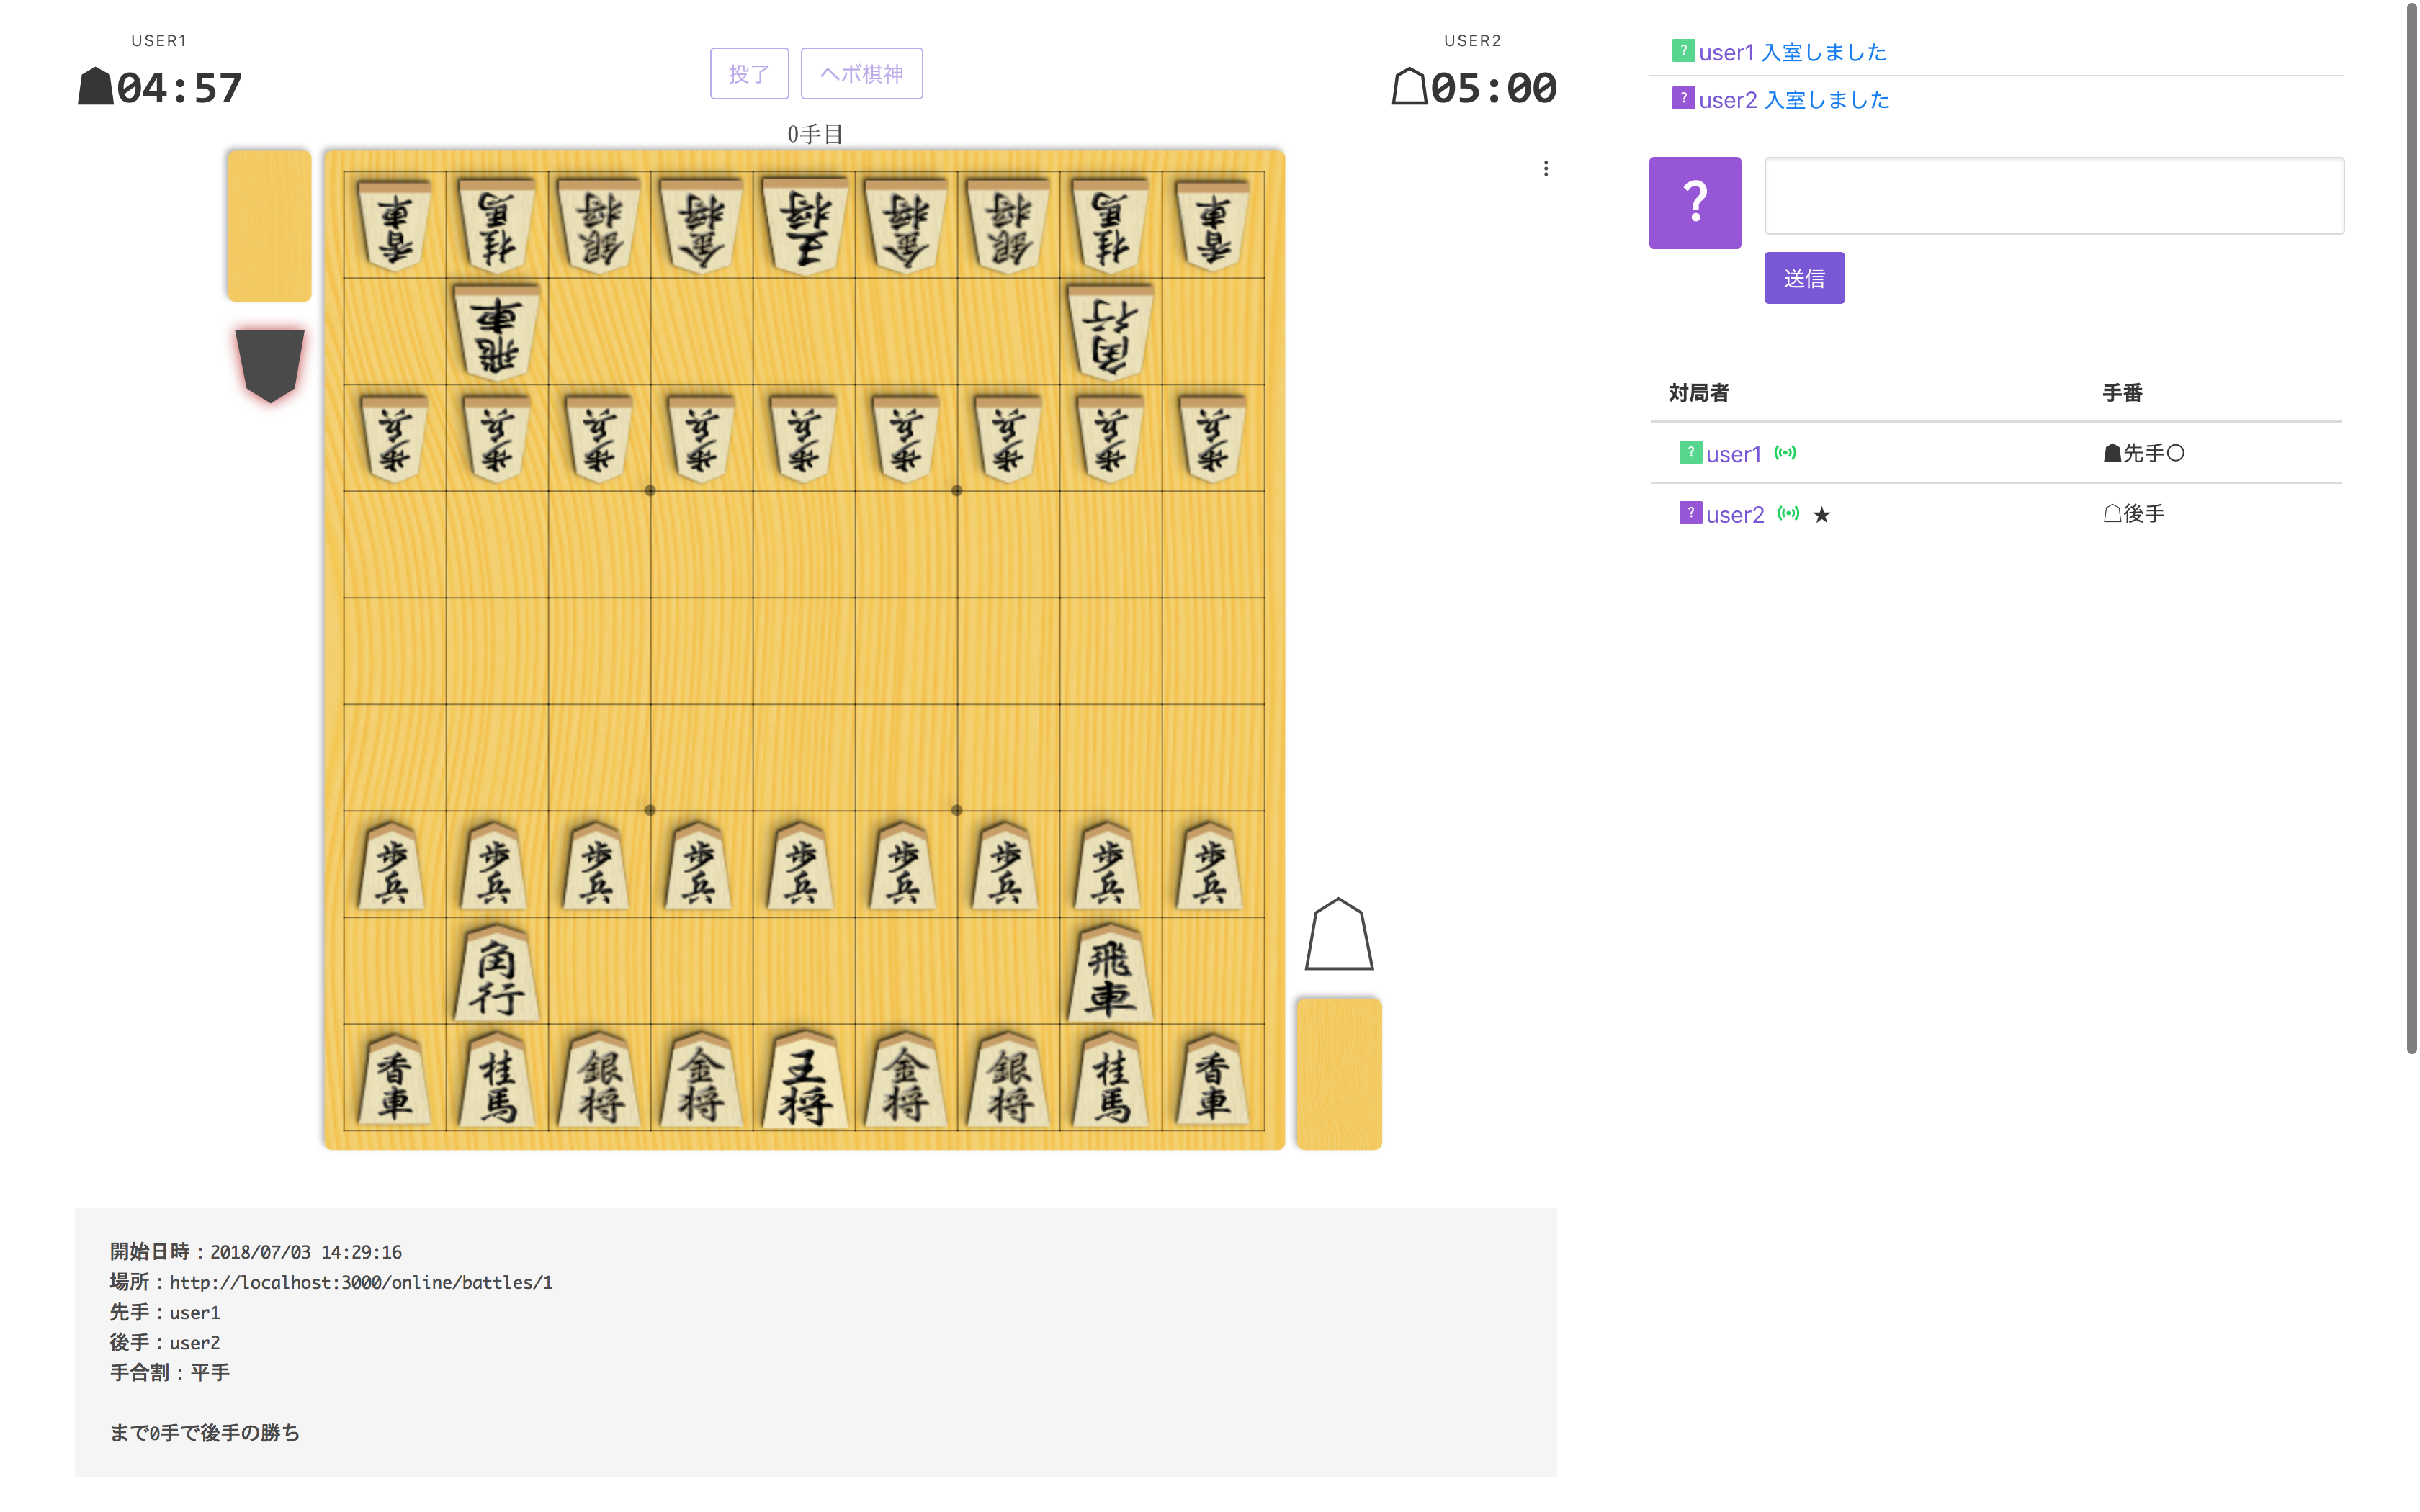 USER1
04:57
投了
ヘボ棋神
USER2
05:00
0手目
香車 桂馬 銀将 金将 王将 金将 銀将 桂馬 香車
飛車 角行
歩兵 歩兵 歩兵 歩兵 歩兵 歩兵 歩兵 歩兵 歩兵
歩兵 歩兵 歩兵 歩兵 歩兵 歩兵 歩兵 歩兵 歩兵
角行 飛車
香車 桂馬 銀将 金将 王将 金将 銀将 桂馬 香車
開始日時：2018/07/03 14:29:16
場所：http://localhost:3000/online/battles/1
先手：user1
後手：user2
手合割：平手
まで0手で後手の勝ち
? user1 入室しました
? user2 入室しました
?
送信
対局者 手番
? user1 ☗先手○
? user2 ★ ☖後手